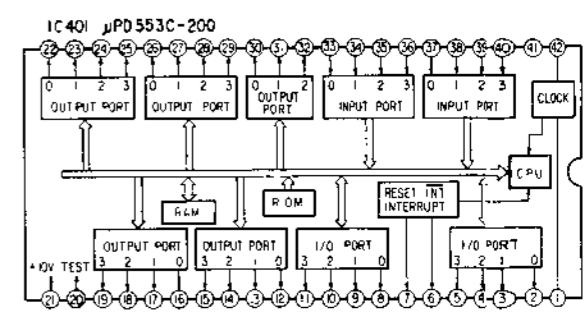 IC401 μPD553C-200
22 23 24 25 26 27 28 29 30 31 32 33 34 35 36 37 38 39 40 41 42
0 1 2 3 0 1 2 3 0 1 2 0 1 2 3 0 1 2 3
OUTPUT PORT OUTPUT PORT OUTPUT PORT INPUT PORT INPUT PORT CLOCK
CPU
RAM ROM RESET INT INTERRUPT
OUTPUT PORT OUTPUT PORT I/O PORT I/O PORT
-10V TEST 3 2 1 0 3 2 1 0 3 2 1 0 3 2 1 0
21 20 19 18 17 16 15 14 13 12 11 10 9 8 7 6 5 4 3 2 1